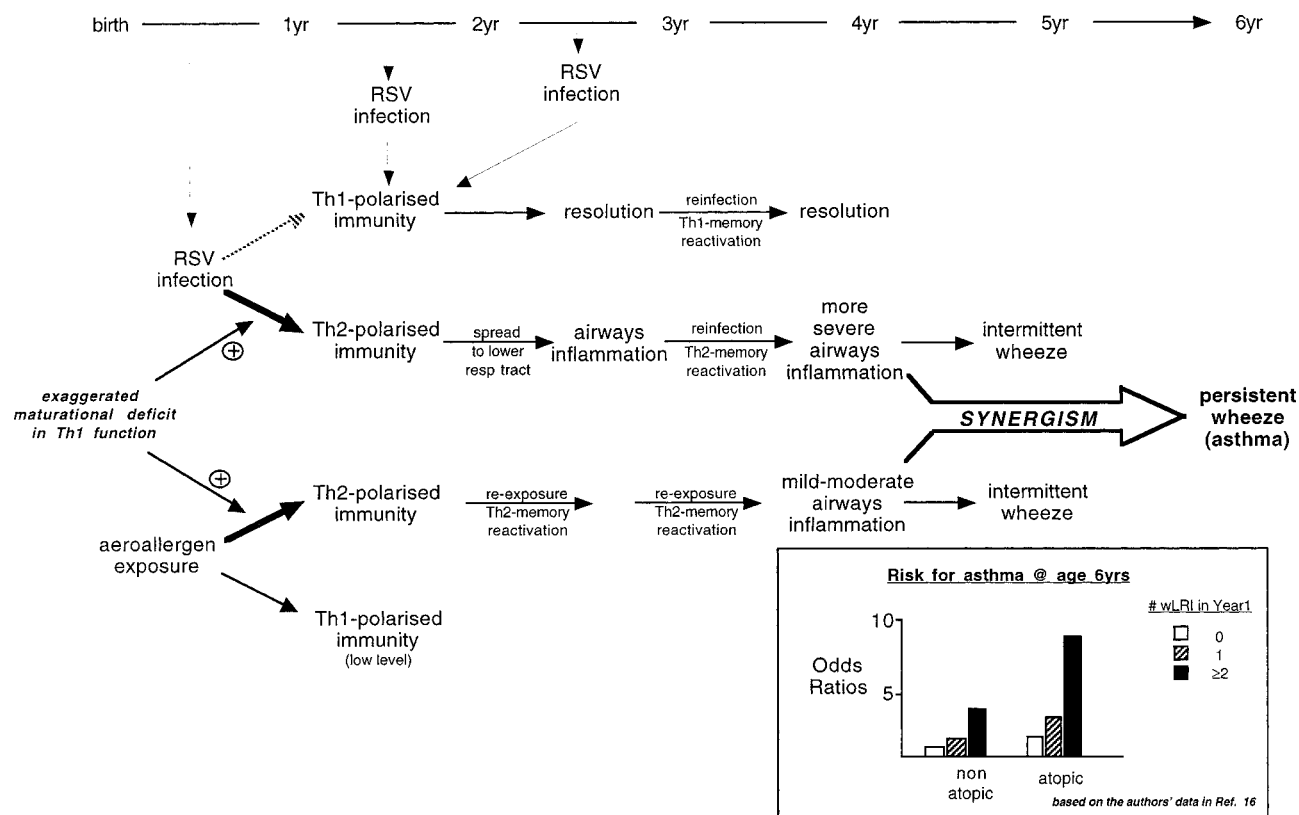 birth 1yr 2yr 3yr 4yr 5yr 6yr
RSV
infection
RSV
infection
Th1-polarised
immunity
resolution
reinfection
Th1-memory
reactivation
resolution
RSV
infection
Th2-polarised
immunity
spread
to lower
resp tract
airways
inflammation
reinfection
Th2-memory
reactivation
more
severe
airways
inflammation
intermittent
wheeze
exaggerated
maturational deficit
in Th1 function
+
+
SYNERGISM
persistent
wheeze
(asthma)
aeroallergen
exposure
Th2-polarised
immunity
re-exposure
Th2-memory
reactivation
re-exposure
Th2-memory
reactivation
mild-moderate
airways
inflammation
intermittent
wheeze
Th1-polarised
immunity
(low level)
Risk for asthma @ age 6yrs
# wLRI in Year1
0
1
≥2
10
5
Odds
Ratios
non
atopic
atopic
based on the authors' data in Ref. 16